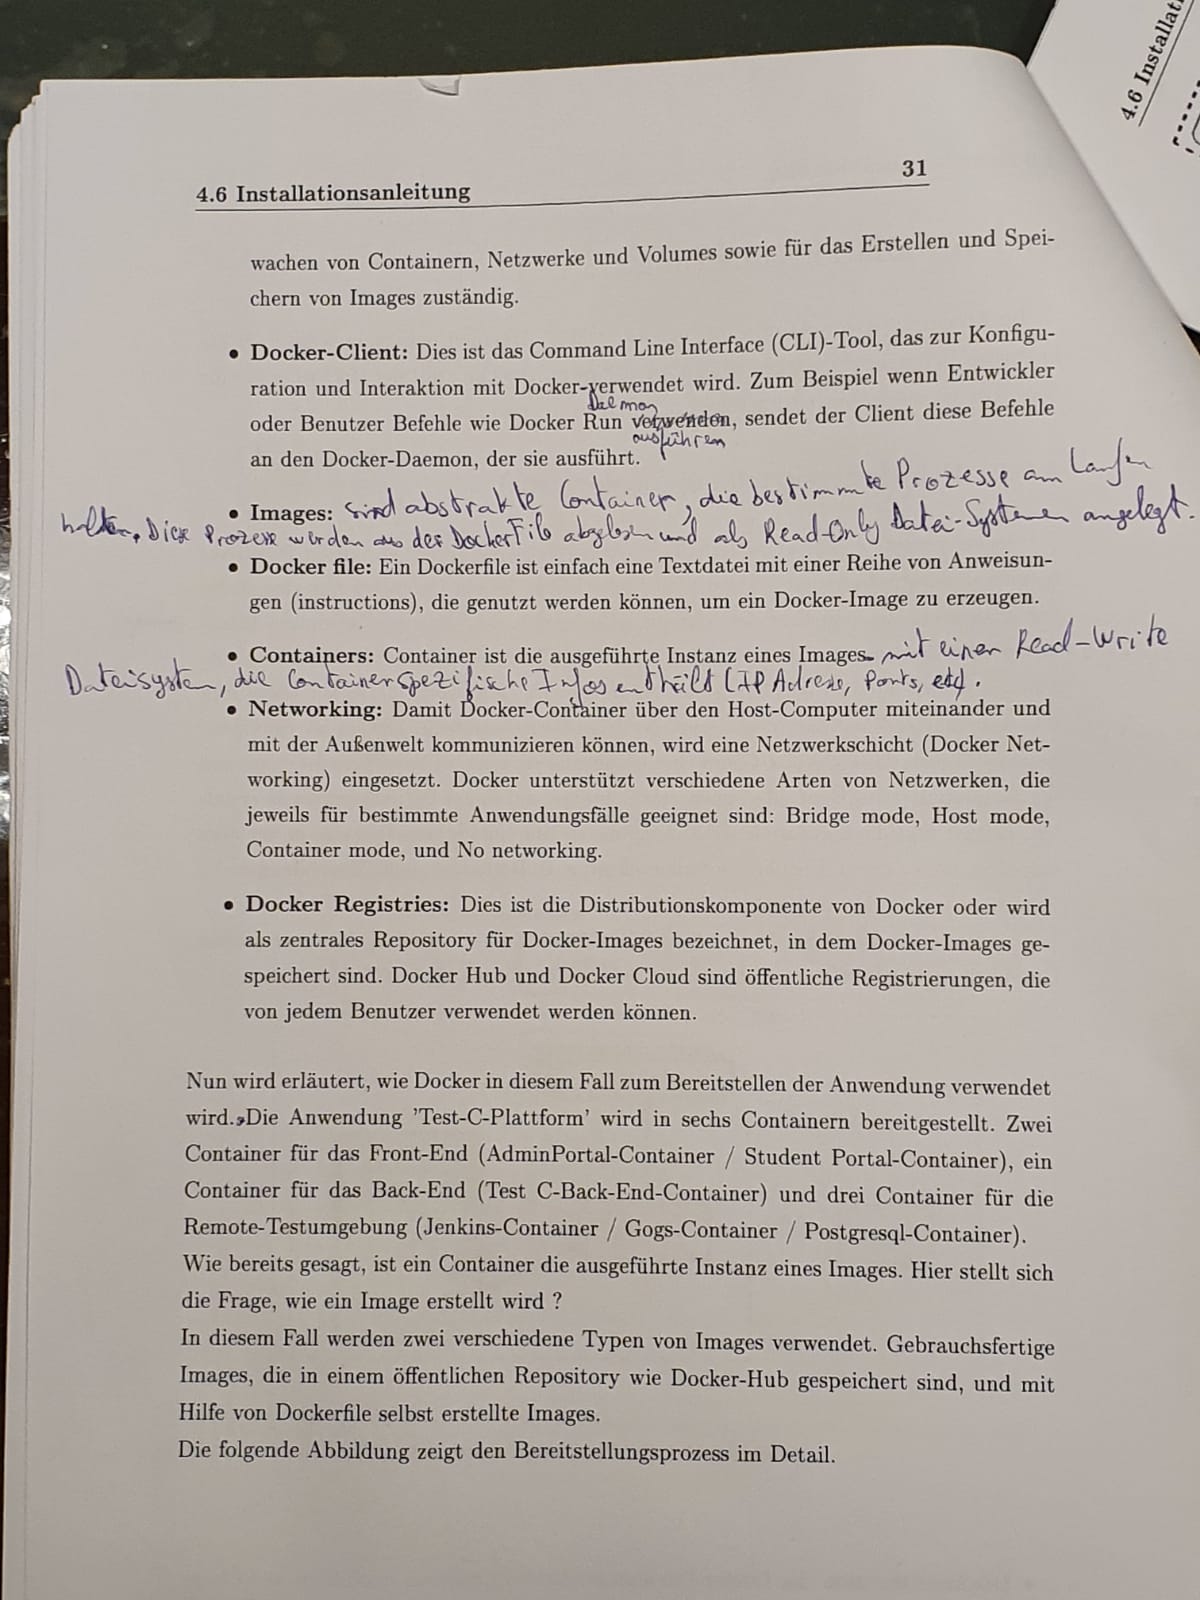 4.6 Installationsanleitung 31
4.6 Installat
wachen von Containern, Netzwerke und Volumes sowie für das Erstellen und Spei-
chern von Images zuständig.
• Docker-Client: Dies ist das Command Line Interface (CLI)-Tool, das zur Konfigu-
ration und Interaktion mit Docker-verwendet wird. Zum Beispiel wenn Entwickler
Daemon
oder Benutzer Befehle wie Docker Run verwenden, sendet der Client diese Befehle
ausführen
an den Docker-Daemon, der sie ausführt.
• Images: sind abstrakte Container, die bestimmte Prozesse am Laufen
halten. Diese Prozesse werden aus der DockerFile abgelesen und als Read-Only Datei-Systemen angelegt.
• Docker file: Ein Dockerfile ist einfach eine Textdatei mit einer Reihe von Anweisun-
gen (instructions), die genutzt werden können, um ein Docker-Image zu erzeugen.
• Containers: Container ist die ausgeführte Instanz eines Images. mit einem Read-Write
Dateisystem, die Containerspezifische Infos enthält (IP Adresse, Ports, etc).
• Networking: Damit Docker-Container über den Host-Computer miteinander und
mit der Außenwelt kommunizieren können, wird eine Netzwerkschicht (Docker Net-
working) eingesetzt. Docker unterstützt verschiedene Arten von Netzwerken, die
jeweils für bestimmte Anwendungsfälle geeignet sind: Bridge mode, Host mode,
Container mode, und No networking.
• Docker Registries: Dies ist die Distributionskomponente von Docker oder wird
als zentrales Repository für Docker-Images bezeichnet, in dem Docker-Images ge-
speichert sind. Docker Hub und Docker Cloud sind öffentliche Registrierungen, die
von jedem Benutzer verwendet werden können.
Nun wird erläutert, wie Docker in diesem Fall zum Bereitstellen der Anwendung verwendet
wird. Die Anwendung 'Test-C-Plattform' wird in sechs Containern bereitgestellt. Zwei
Container für das Front-End (AdminPortal-Container / Student Portal-Container), ein
Container für das Back-End (Test C-Back-End-Container) und drei Container für die
Remote-Testumgebung (Jenkins-Container / Gogs-Container / Postgresql-Container).
Wie bereits gesagt, ist ein Container die ausgeführte Instanz eines Images. Hier stellt sich
die Frage, wie ein Image erstellt wird ?
In diesem Fall werden zwei verschiedene Typen von Images verwendet. Gebrauchsfertige
Images, die in einem öffentlichen Repository wie Docker-Hub gespeichert sind, und mit
Hilfe von Dockerfile selbst erstellte Images.
Die folgende Abbildung zeigt den Bereitstellungsprozess im Detail.